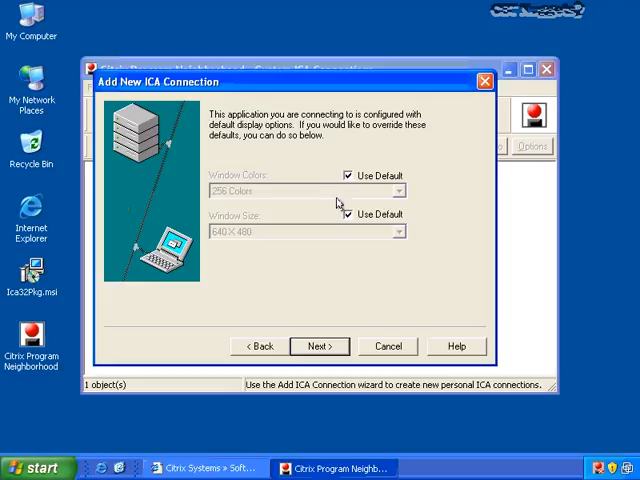 My Computer
My Network
Places
Recycle Bin
Internet
Explorer
Ica32Pkg.msi
Citrix Program
Neighborhood
Add New ICA Connection
This application you are connecting to is configured with
default display options. If you would like to override these
defaults, you can do so below.
Window Colors:
Use Default
256 Colors
Window Size:
Use Default
640 X 480
< Back
Next >
Cancel
Help
Options
1 object(s)
Use the Add ICA Connection wizard to create new personal ICA connections.
start
Citrix Systems » Soft...
Citrix Program Neighb...